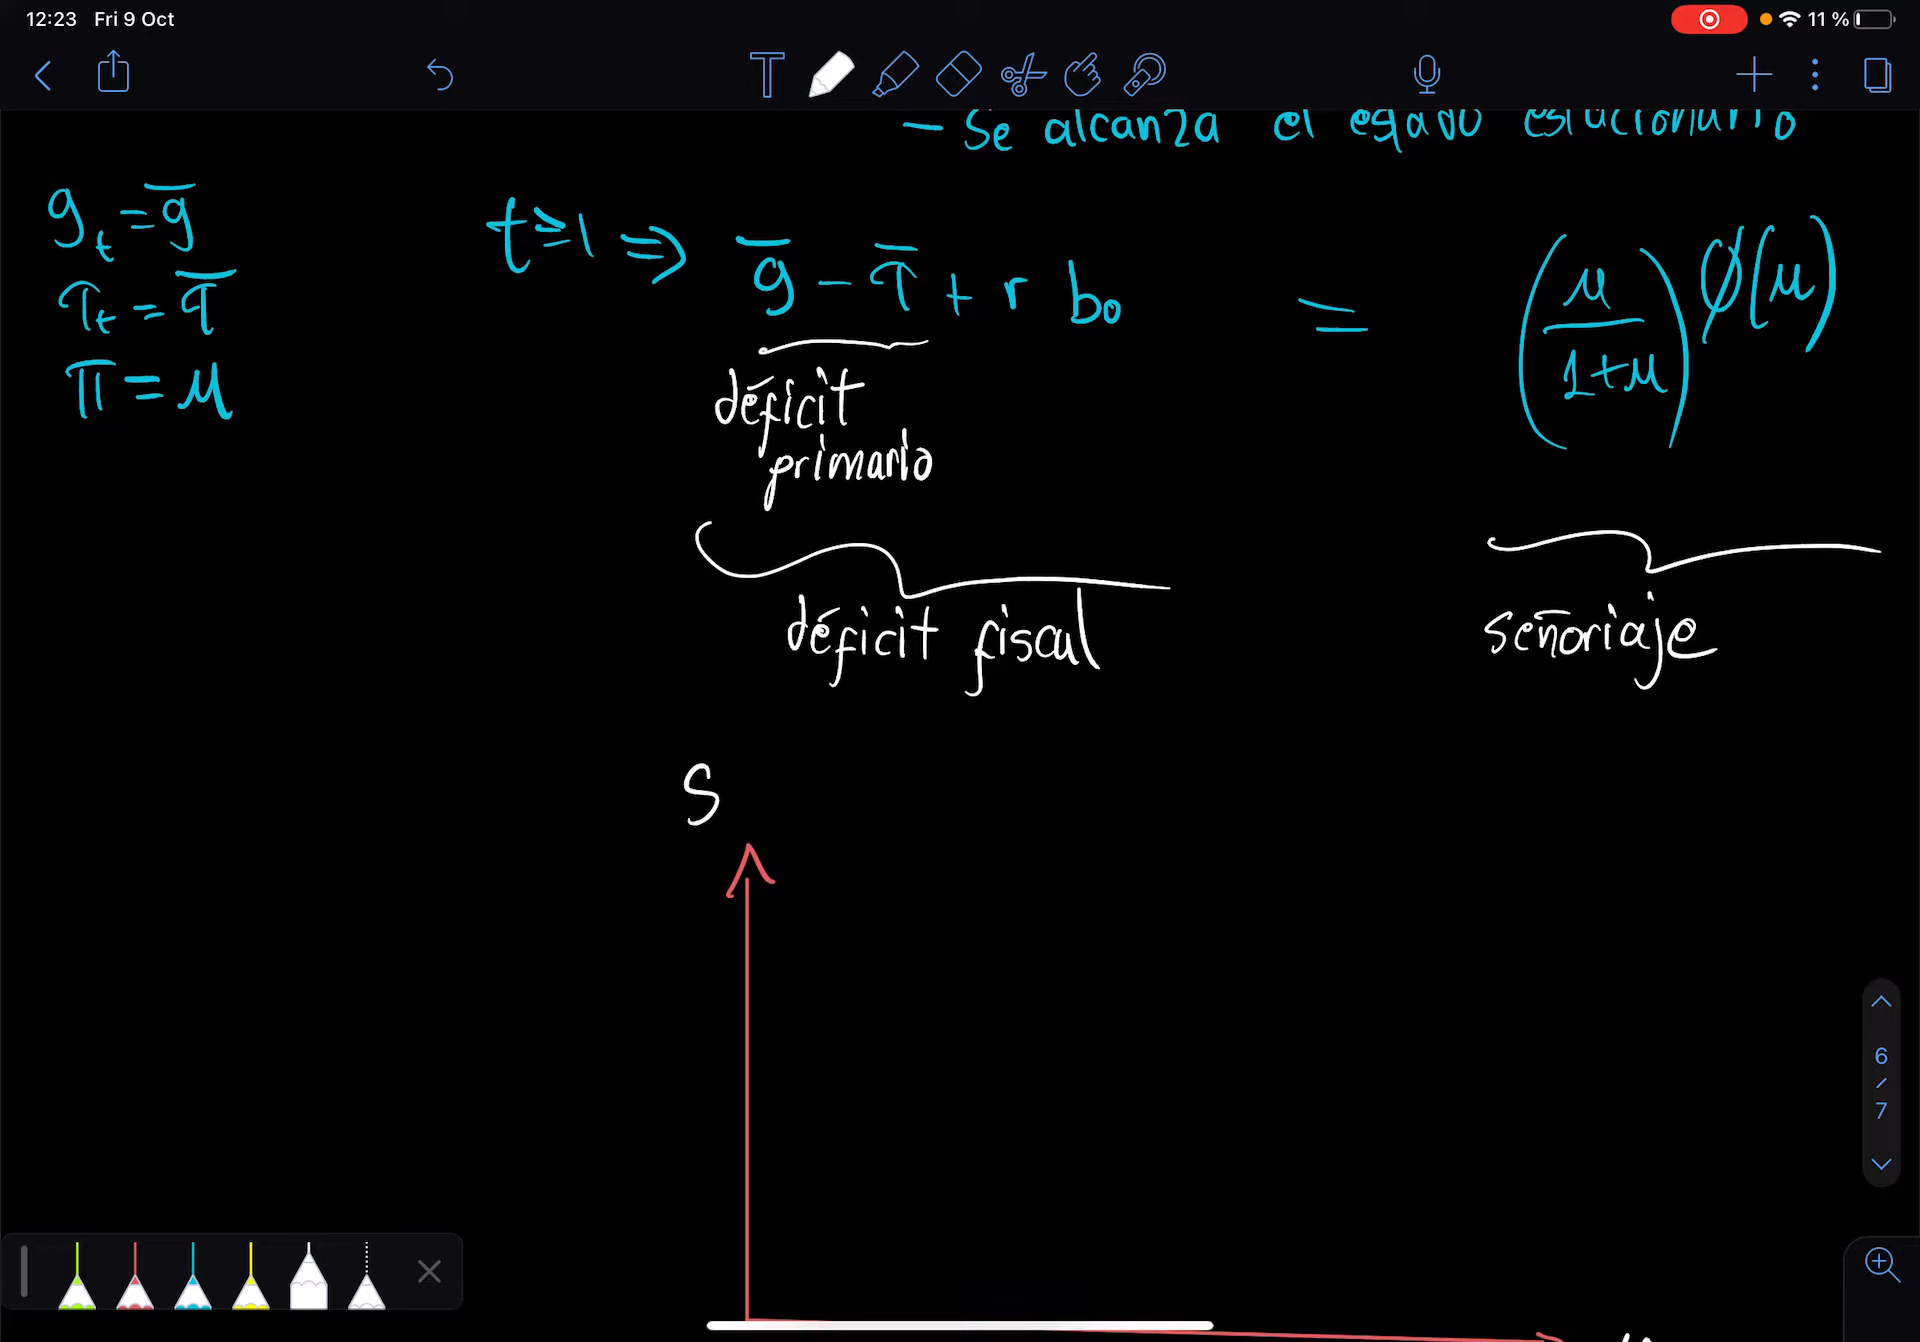 12:23 Fri 9 Oct
11 %
T
— Se alcanza el estado estacionario
g_t = ḡ
τ_t = τ̄
π = μ
t ≥ 1 ⇒ ḡ − τ̄ + r b₀ = (μ / 1+μ) φ(μ)
déficit
primario
déficit fiscal
señoriaje
S
6
/
7